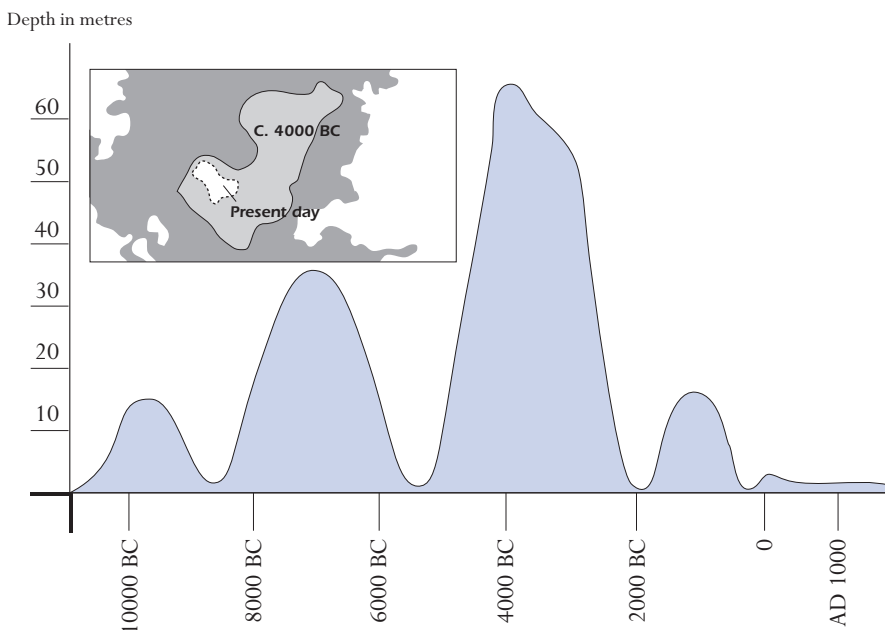 Depth in metres
60
50
40
30
20
10
C. 4000 BC
Present day
10000 BC
8000 BC
6000 BC
4000 BC
2000 BC
0
AD 1000